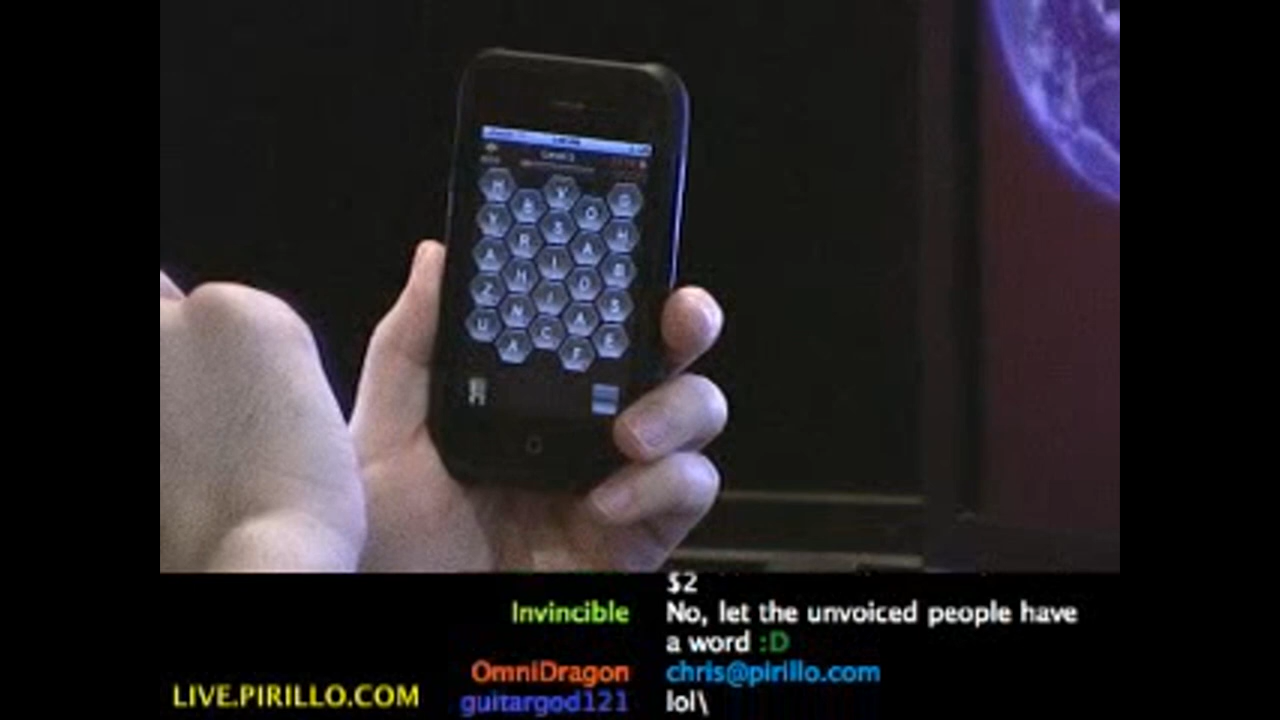 Y
R
O
S
A
H
A
H
I
O
B
Z
N
J
A
S
U
A
C
F
E
$2
Invincible No, let the unvoiced people have
a word :D
OmniDragon chris@pirillo.com
guitargod121 lol\
LIVE.PIRILLO.COM